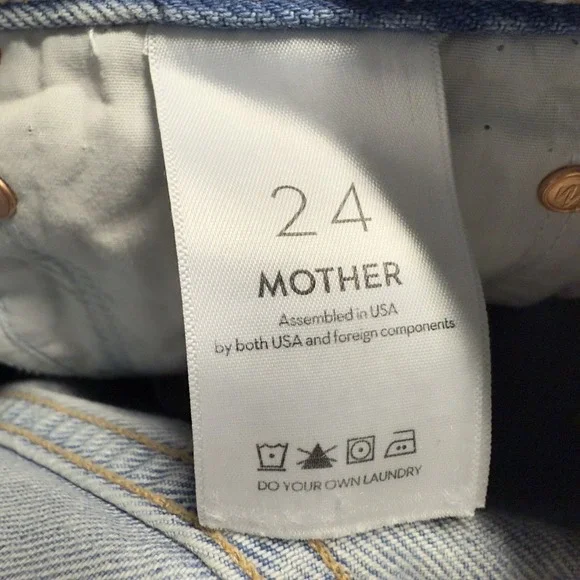 24
MOTHER
Assembled in USA
by both USA and foreign components
DO YOUR OWN LAUNDRY